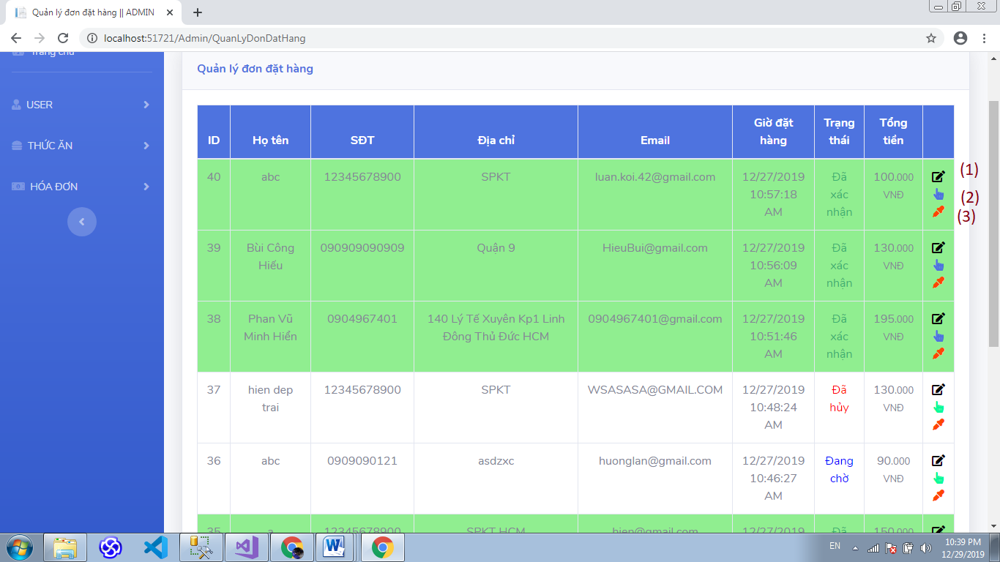 Quản lý đơn đặt hàng || ADMIN
localhost:51721/Admin/QuanLyDonDatHang
Trang chủ
USER
THỨC ĂN
HÓA ĐƠN
Quản lý đơn đặt hàng
ID Họ tên SĐT Địa chỉ Email Giờ đặt hàng Trạng thái Tổng tiền
40 abc 12345678900 SPKT luan.koi.42@gmail.com 12/27/2019 Đã 100.000 (1)
10:57:18 xác VNĐ (2)
AM nhận (3)
39 Bùi Công 090909090909 Quận 9 HieuBui@gmail.com 12/27/2019 Đã 130.000
Hiếu 10:56:09 xác VNĐ
AM nhận
38 Phan Vũ 0904967401 140 Lý Tế Xuyên Kp1 Linh 0904967401@gmail.com 12/27/2019 Đã 195.000
Minh Hiển Đông Thủ Đức HCM 10:51:46 xác VNĐ
AM nhận
37 hien dep 12345678900 SPKT WSASASA@GMAIL.COM 12/27/2019 Đã 130.000
trai 10:48:24 hủy VNĐ
AM
36 abc 0909090121 asdzxc huonglan@gmail.com 12/27/2019 Đang 90.000
10:46:27 chờ VNĐ
AM
35 a 12345678900 SPKT HCM hien@gmail.com 12/27/2019 Đã 150.000
EN 10:39 PM
12/29/2019